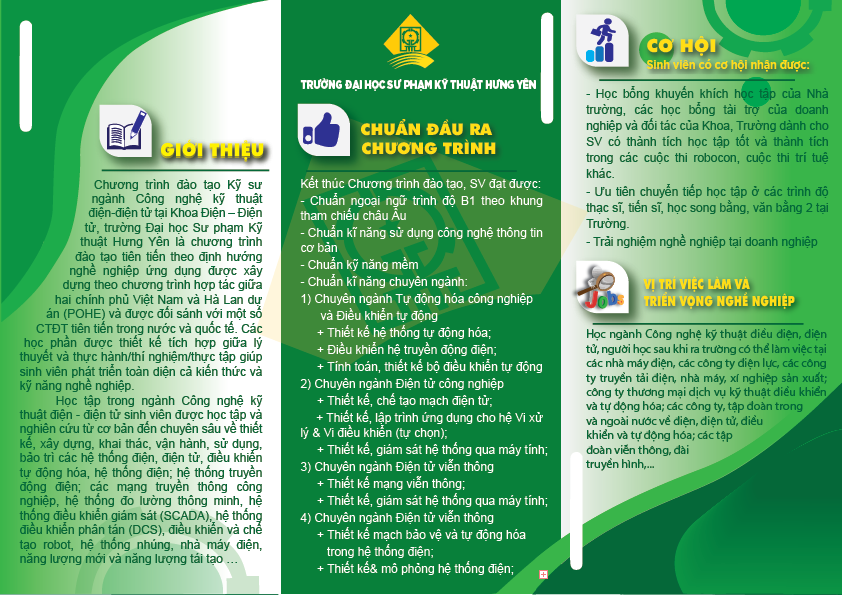 GIỚI THIỆU
Chương trình đào tạo Kỹ sư
ngành Công nghệ kỹ thuật
điện-điện tử tại Khoa Điện – Điện
tử, trường Đại học Sư phạm Kỹ
thuật Hưng Yên là chương trình
đào tạo tiên tiến theo định hướng
nghề nghiệp ứng dụng được xây
dựng theo chương trình hợp tác giữa
hai chính phủ Việt Nam và Hà Lan dự
án (POHE) và được đối sánh với một số
CTĐT tiên tiến trong nước và quốc tế. Các
học phần được thiết kế tích hợp giữa lý
thuyết và thực hành/thí nghiệm/thực tập giúp
sinh viên phát triển toàn diện cả kiến thức và
kỹ năng nghề nghiệp.
Học tập trong ngành Công nghệ kỹ
thuật điện - điện tử sinh viên được học tập và
nghiên cứu từ cơ bản đến chuyên sâu về thiết
kế, xây dựng, khai thác, vận hành, sử dụng,
bảo trì các hệ thống điện, điện tử, điều khiển
tự động hóa, hệ thống điện; hệ thống truyền
động điện; các mạng truyền thông công
nghiệp, hệ thống đo lường thông minh, hệ
thống điều khiển giám sát (SCADA), hệ thống
điều khiển phân tán (DCS), điều khiển và chế
tạo robot, hệ thống nhúng, nhà máy điện,
năng lượng mới và năng lượng tái tạo …
TRƯỜNG ĐẠI HỌC SƯ PHẠM KỸ THUẬT HƯNG YÊN
CHUẨN ĐẦU RA
CHƯƠNG TRÌNH
Kết thúc Chương trình đào tạo, SV đạt được:
- Chuẩn ngoại ngữ trình độ B1 theo khung
tham chiếu châu Âu
- Chuẩn kĩ năng sử dụng công nghệ thông tin
cơ bản
- Chuẩn kỹ năng mềm
- Chuẩn kĩ năng chuyên ngành:
1) Chuyên ngành Tự động hóa công nghiệp
và Điều khiển tự động
+ Thiết kế hệ thống tự động hóa;
+ Điều khiển hệ truyền động điện;
+ Tính toán, thiết kế bộ điều khiển tự động
2) Chuyên ngành Điện tử công nghiệp
+ Thiết kế, chế tạo mạch điện tử;
+ Thiết kế, lập trình ứng dụng cho hệ Vi xử
lý & Vi điều khiển (tự chọn);
+ Thiết kế, giám sát hệ thống qua máy tính;
3) Chuyên ngành Điện tử viễn thông
+ Thiết kế mạng viễn thông;
+ Thiết kế, giám sát hệ thống qua máy tính;
4) Chuyên ngành Điện tử viễn thông
+ Thiết kế mạch bảo vệ và tự động hóa
trong hệ thống điện;
+ Thiết kế& mô phỏng hệ thống điện;
CƠ HỘI
Sinh viên có cơ hội nhận được:
- Học bổng khuyến khích học tập của Nhà
trường, các học bổng tài trợ của doanh
nghiệp và đối tác của Khoa, Trường dành cho
SV có thành tích học tập tốt và thành tích
trong các cuộc thi robocon, cuộc thi trí tuệ
khác.
- Ưu tiên chuyển tiếp học tập ở các trình độ
thạc sĩ, tiến sĩ, học song bằng, văn bằng 2 tại
Trường.
- Trải nghiệm nghề nghiệp tại doanh nghiệp
Jobs
VỊ TRÍ VIỆC LÀM VÀ
TRIỂN VỌNG NGHỀ NGHIỆP
Học ngành Công nghệ kỹ thuật điều điện, điện
tử, người học sau khi ra trường có thể làm việc tại
các nhà máy điện, các công ty điện lực, các công
ty truyền tải điện, nhà máy, xí nghiệp sản xuất;
công ty thương mại dịch vụ kỹ thuật điều khiển
và tự động hóa; các công ty, tập đoàn trong
và ngoài nước về điện, điện tử, điều
khiển và tự động hóa; các tập
đoàn viễn thông, đài
truyền hình,...